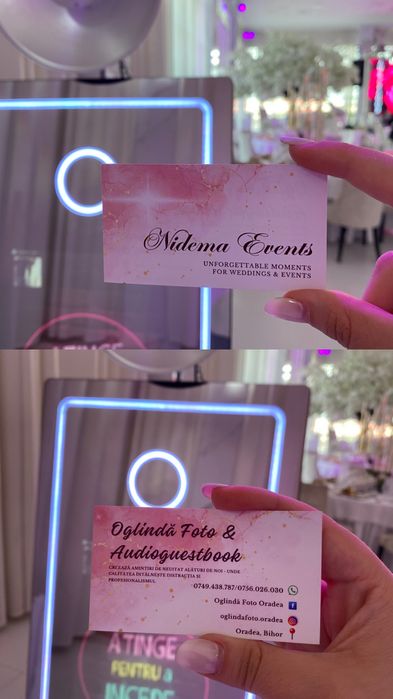 Nidema Events
UNFORGETTABLE MOMENTS
FOR WEDDINGS & EVENTS
ATINGE
Oglindă Foto &
Audioguestbook
CREEAZĂ AMINTIRI DE NEUITAT ALĂTURI DE NOI - UNDE
CALITATEA ÎNTÂLNEȘTE DISTRACȚIA ȘI
PROFESIONALISMUL
0749.438.787/0756.026.030
Oglindă Foto Oradea
oglindafoto.oradea
Oradea, Bihor
ATINGE
PENTRU a
INCEPE